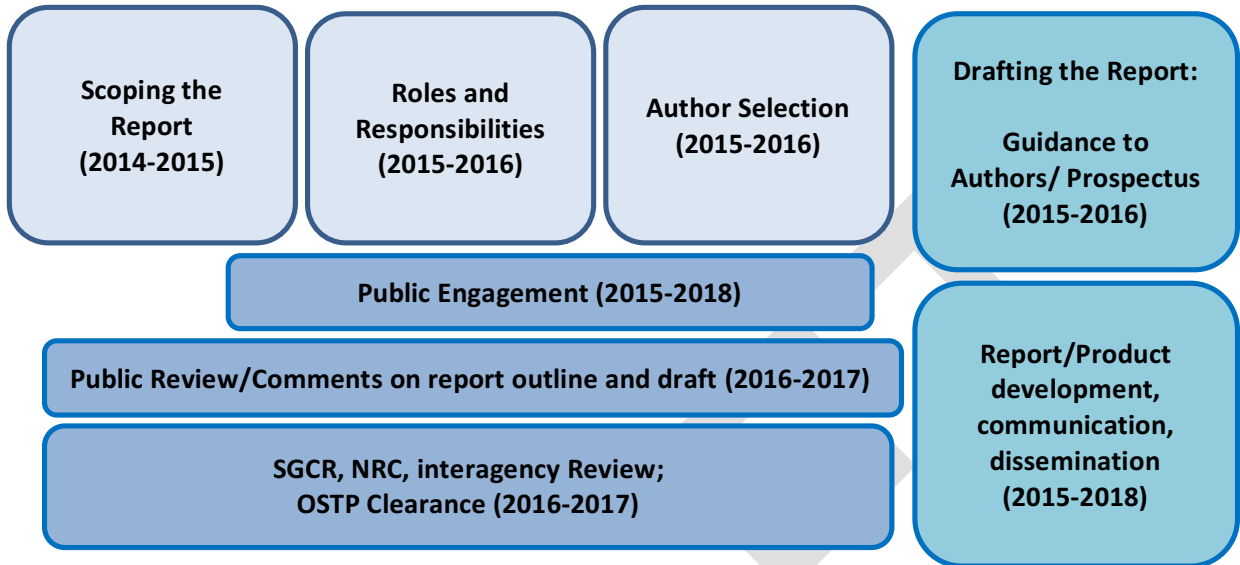 Scoping the
Report
(2014-2015)
Roles and
Responsibilities
(2015-2016)
Author Selection
(2015-2016)
Drafting the Report:
Guidance to
Authors/ Prospectus
(2015-2016)
Public Engagement (2015-2018)
Public Review/Comments on report outline and draft (2016-2017)
SGCR, NRC, interagency Review;
OSTP Clearance (2016-2017)
Report/Product
development,
communication,
dissemination
(2015-2018)